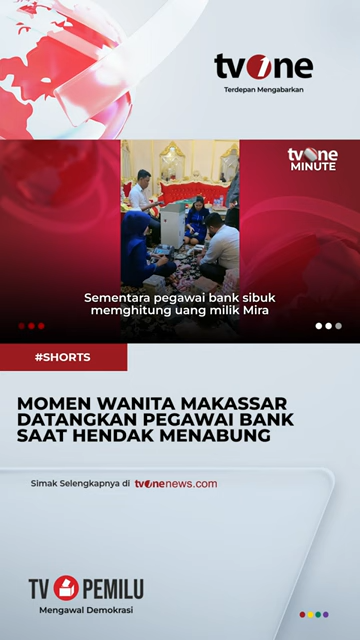 tvOne
Terdepan Mengabarkan
tvOne
MINUTE
Sementara pegawai bank sibuk
memghitung uang milik Mira
#SHORTS
MOMEN WANITA MAKASSAR
DATANGKAN PEGAWAI BANK
SAAT HENDAK MENABUNG
Simak Selengkapnya di tvonenews.com
TV PEMILU
Mengawal Demokrasi